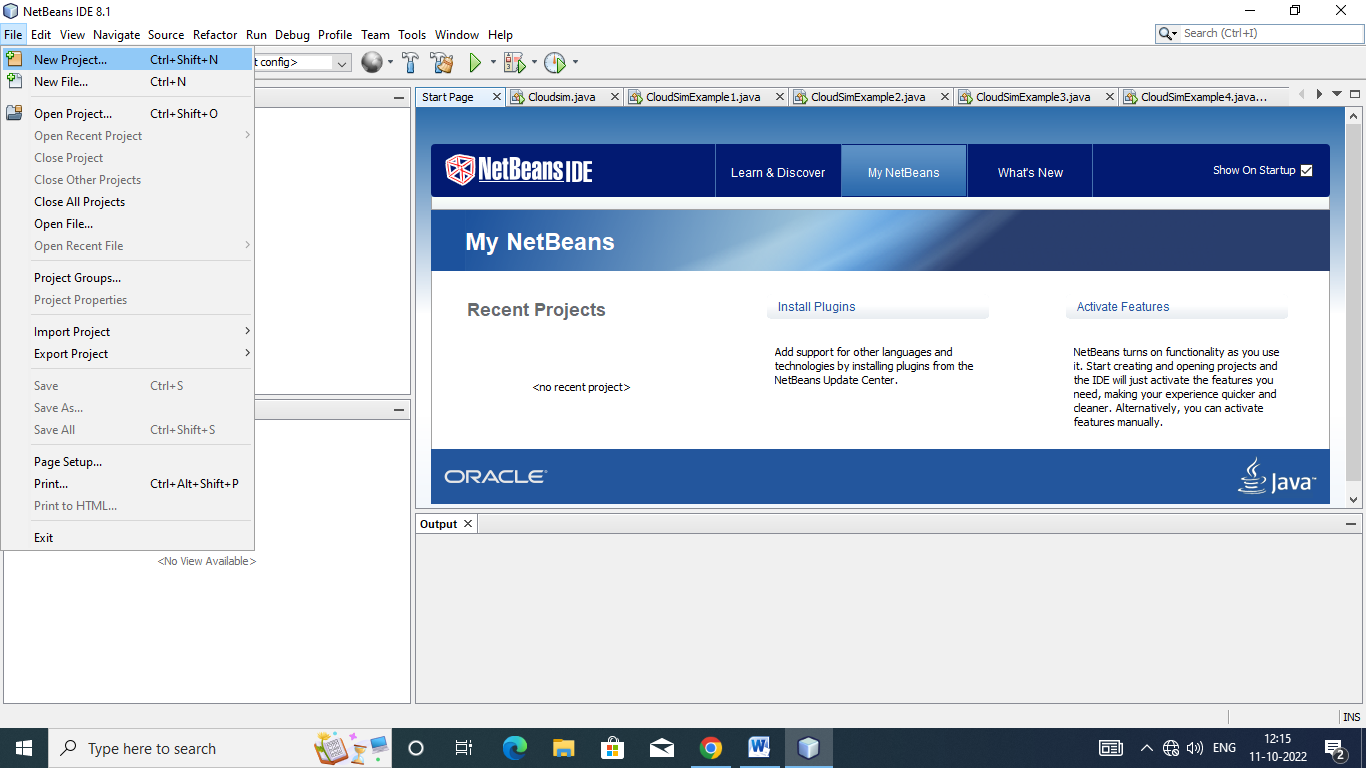 NetBeans IDE 8.1
File Edit View Navigate Source Refactor Run Debug Profile Team Tools Window Help
Search (Ctrl+I)
New Project... Ctrl+Shift+N
t config>
New File... Ctrl+N
Open Project... Ctrl+Shift+O
Open Recent Project
Close Project
Close Other Projects
Close All Projects
Open File...
Open Recent File
Project Groups...
Project Properties
Import Project
Export Project
Save Ctrl+S
Save As...
Save All Ctrl+Shift+S
Page Setup...
Print... Ctrl+Alt+Shift+P
Print to HTML...
Exit
<No View Available>
Start Page Cloudsim.java CloudSimExample1.java CloudSimExample2.java CloudSimExample3.java CloudSimExample4.java...
NetBeans IDE
Learn & Discover My NetBeans What's New Show On Startup
My NetBeans
Recent Projects
<no recent project>
Install Plugins
Add support for other languages and
technologies by installing plugins from the
NetBeans Update Center.
Activate Features
NetBeans turns on functionality as you use
it. Start creating and opening projects and
the IDE will just activate the features you
need, making your experience quicker and
cleaner. Alternatively, you can activate
features manually.
ORACLE Java
Output
INS
Type here to search
W
ENG
12:15
11-10-2022
2